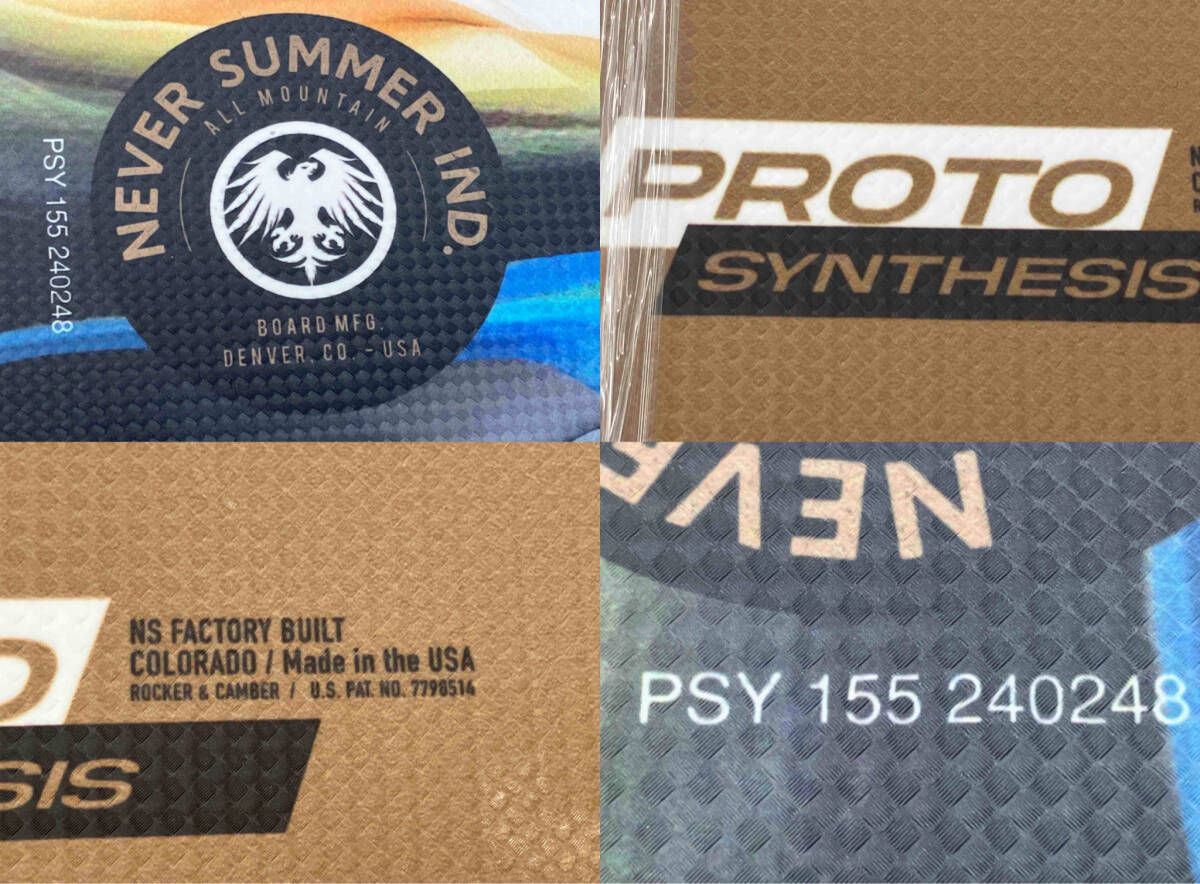 NEVER SUMMER IND.
ALL MOUNTAIN
BOARD MFG.
DENVER, CO. - USA
PSY 155 240248
PROTO
SYNTHESIS
NS FACTORY BUILT
COLORADO / Made in the USA
ROCKER & CAMBER / U.S. PAT. NO. 7798514
SIS
NEVE
PSY 155 240248